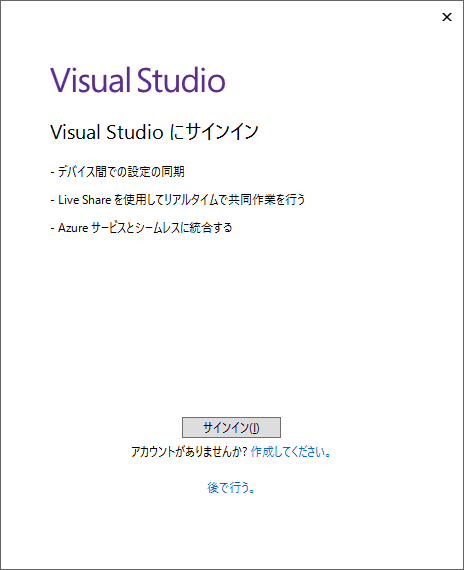 Visual Studio
Visual Studio にサインイン
- デバイス間での設定の同期
- Live Share を使用してリアルタイムで共同作業を行う
- Azure サービスとシームレスに統合する
サインイン(I)
アカウントがありませんか? 作成してください。
後で行う。